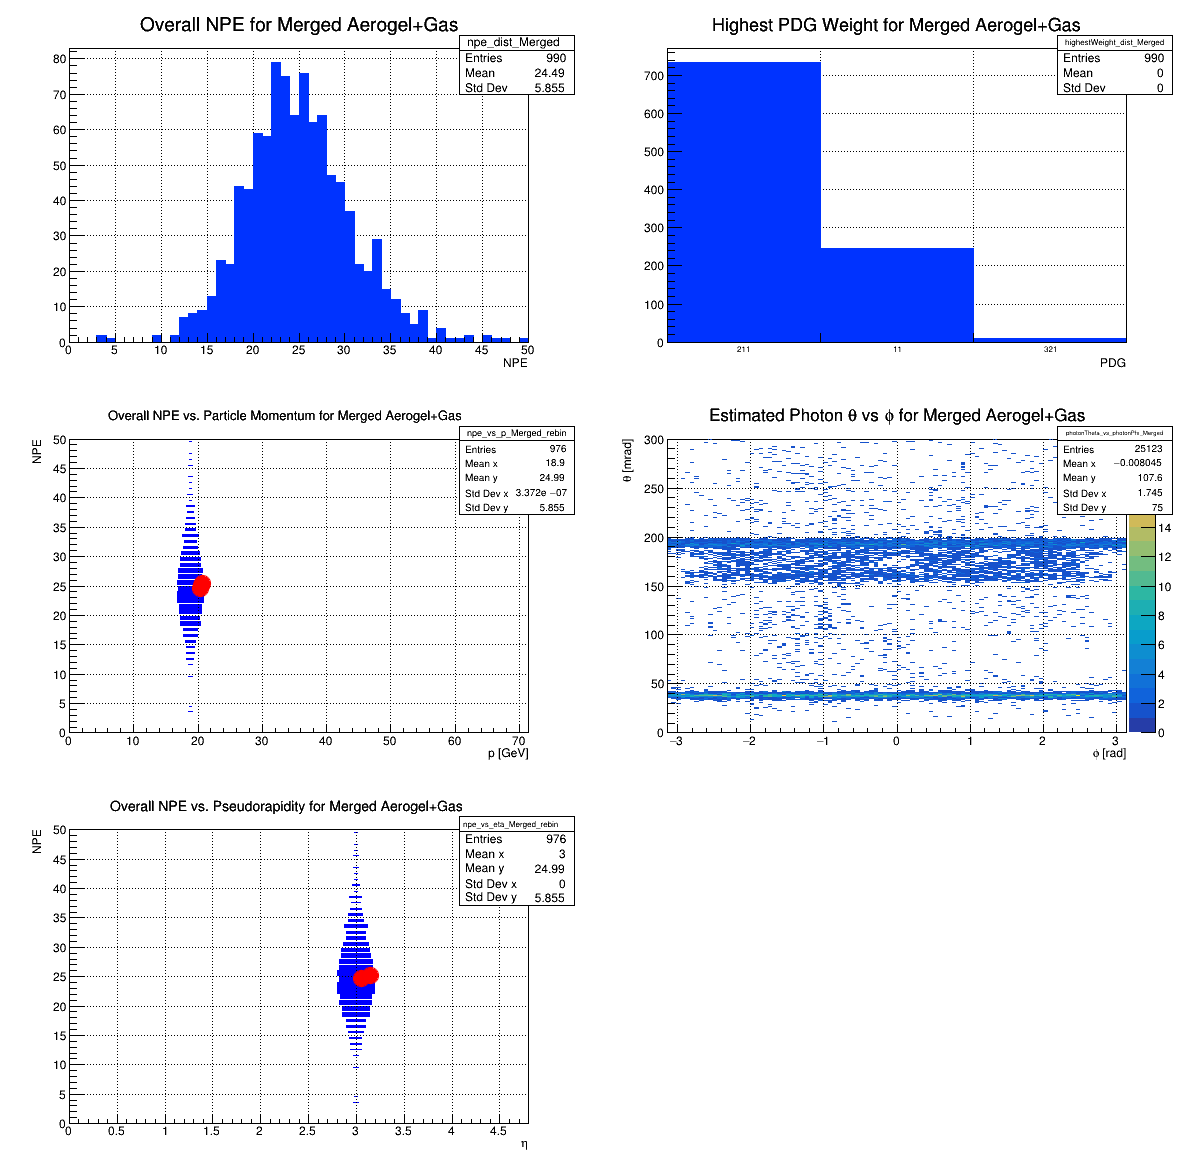 Overall NPE for Merged Aerogel+Gas
npe_dist_Merged
Entries 990
Mean 24.49
Std Dev 5.855
80
70
60
50
40
30
20
10
0
0 5 10 15 20 25 30 35 40 45 50
NPE
Highest PDG Weight for Merged Aerogel+Gas
highestWeight_dist_Merged
Entries 990
Mean 0
Std Dev 0
700
600
500
400
300
200
100
0
211 11 321
PDG
Overall NPE vs. Particle Momentum for Merged Aerogel+Gas
npe_vs_p_Merged_rebin
Entries 976
Mean x 18.9
Mean y 24.99
Std Dev x 3.372e −07
Std Dev y 5.855
NPE
50
45
40
35
30
25
20
15
10
5
0
0 10 20 30 40 50 60 70
p [GeV]
Estimated Photon θ vs ϕ for Merged Aerogel+Gas
photonTheta_vs_photonPhi_Merged
Entries 25123
Mean x −0.008045
Mean y 107.6
Std Dev x 1.745
Std Dev y 75
θ [mrad]
300
250
200
150
100
50
0
−3 −2 −1 0 1 2 3
ϕ [rad]
14
12
10
8
6
4
2
0
Overall NPE vs. Pseudorapidity for Merged Aerogel+Gas
npe_vs_eta_Merged_rebin
Entries 976
Mean x 3
Mean y 24.99
Std Dev x 0
Std Dev y 5.855
NPE
50
45
40
35
30
25
20
15
10
5
0
0 0.5 1 1.5 2 2.5 3 3.5 4 4.5
η